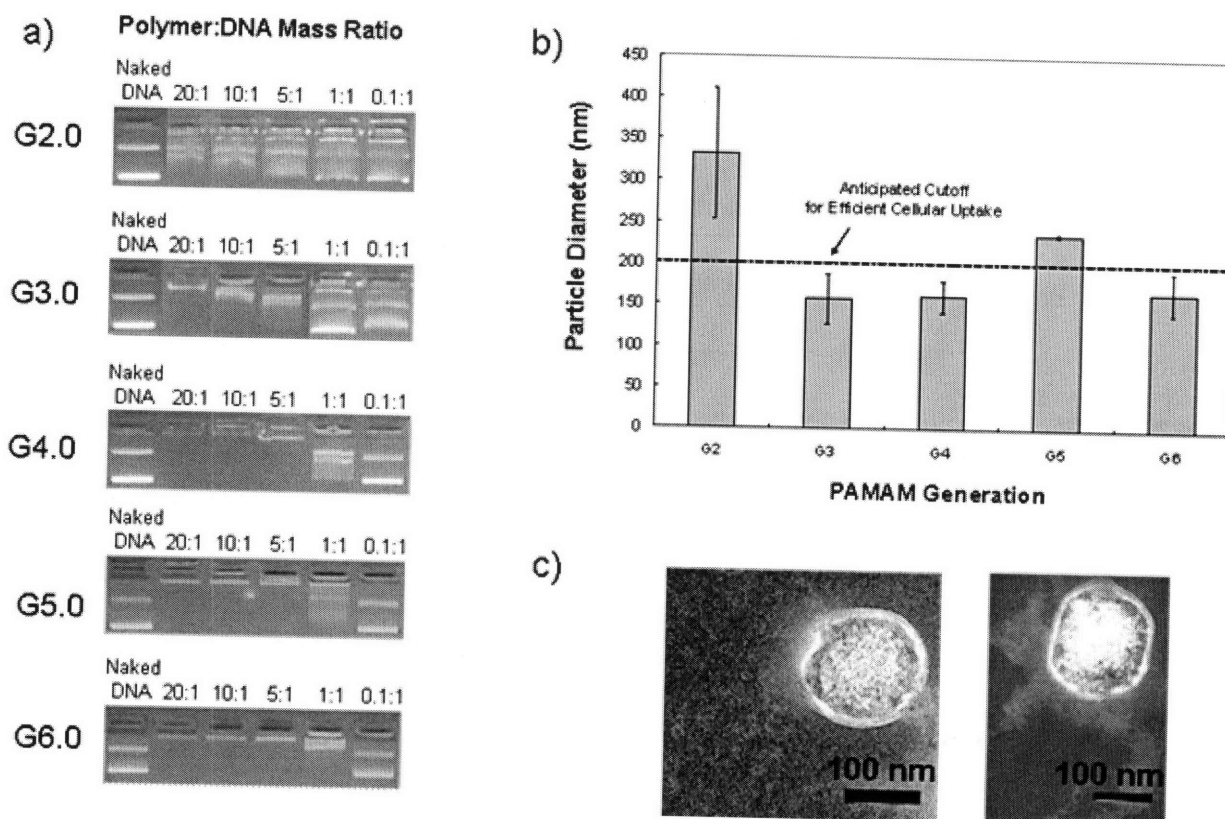 a)
Polymer:DNA Mass Ratio
Naked
DNA 20:1 10:1 5:1 1:1 0.1:1
G2.0
Naked
DNA 20:1 10:1 5:1 1:1 0.1:1
G3.0
Naked
DNA 20:1 10:1 5:1 1:1 0.1:1
G4.0
Naked
DNA 20:1 10:1 5:1 1:1 0.1:1
G5.0
Naked
DNA 20:1 10:1 5:1 1:1 0.1:1
G6.0
b)
Particle Diameter (nm)
450
400
350
300
250
200
150
100
50
0
Anticipated Cutoff
for Efficient Cellular Uptake
G2 G3 G4 G5 G6
PAMAM Generation
c)
100 nm
100 nm